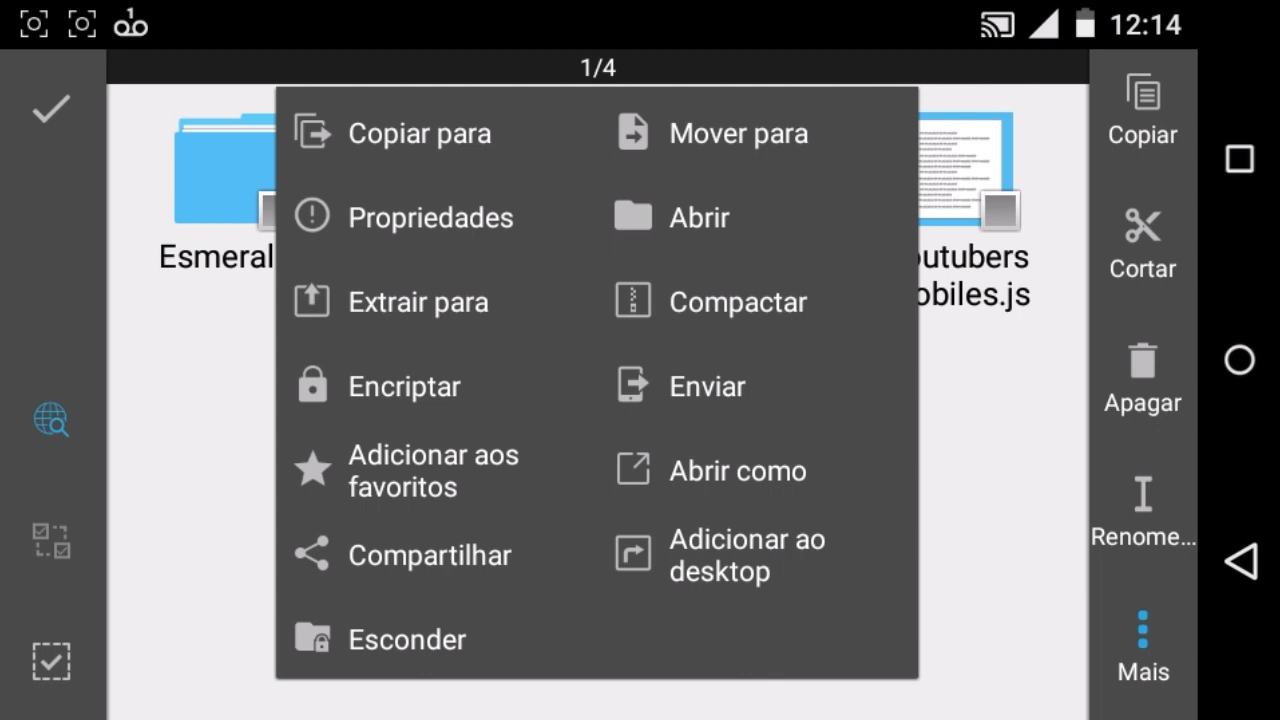 12:14
1/4
Copiar para
Mover para
Propriedades
Abrir
Extrair para
Compactar
Encriptar
Enviar
Adicionar aos
favoritos
Abrir como
Compartilhar
Adicionar ao
desktop
Esconder
Esmeral
outubers
obiles.js
Copiar
Cortar
Apagar
Renome...
Mais